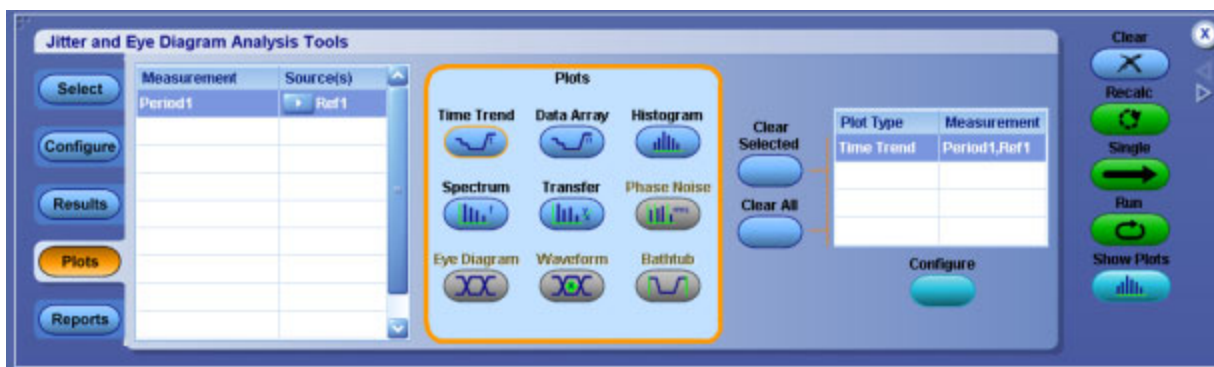 Jitter and Eye Diagram Analysis Tools
Select
Configure
Results
Plots
Reports
Measurement Source(s)
Period1 Ref1
Plots
Time Trend Data Array Histogram
Spectrum Transfer Phase Noise
Eye Diagram Waveform Bathtub
Clear Selected
Clear All
Plot Type Measurement
Time Trend Period1,Ref1
Configure
Clear
Recalc
Single
Run
Show Plots
X